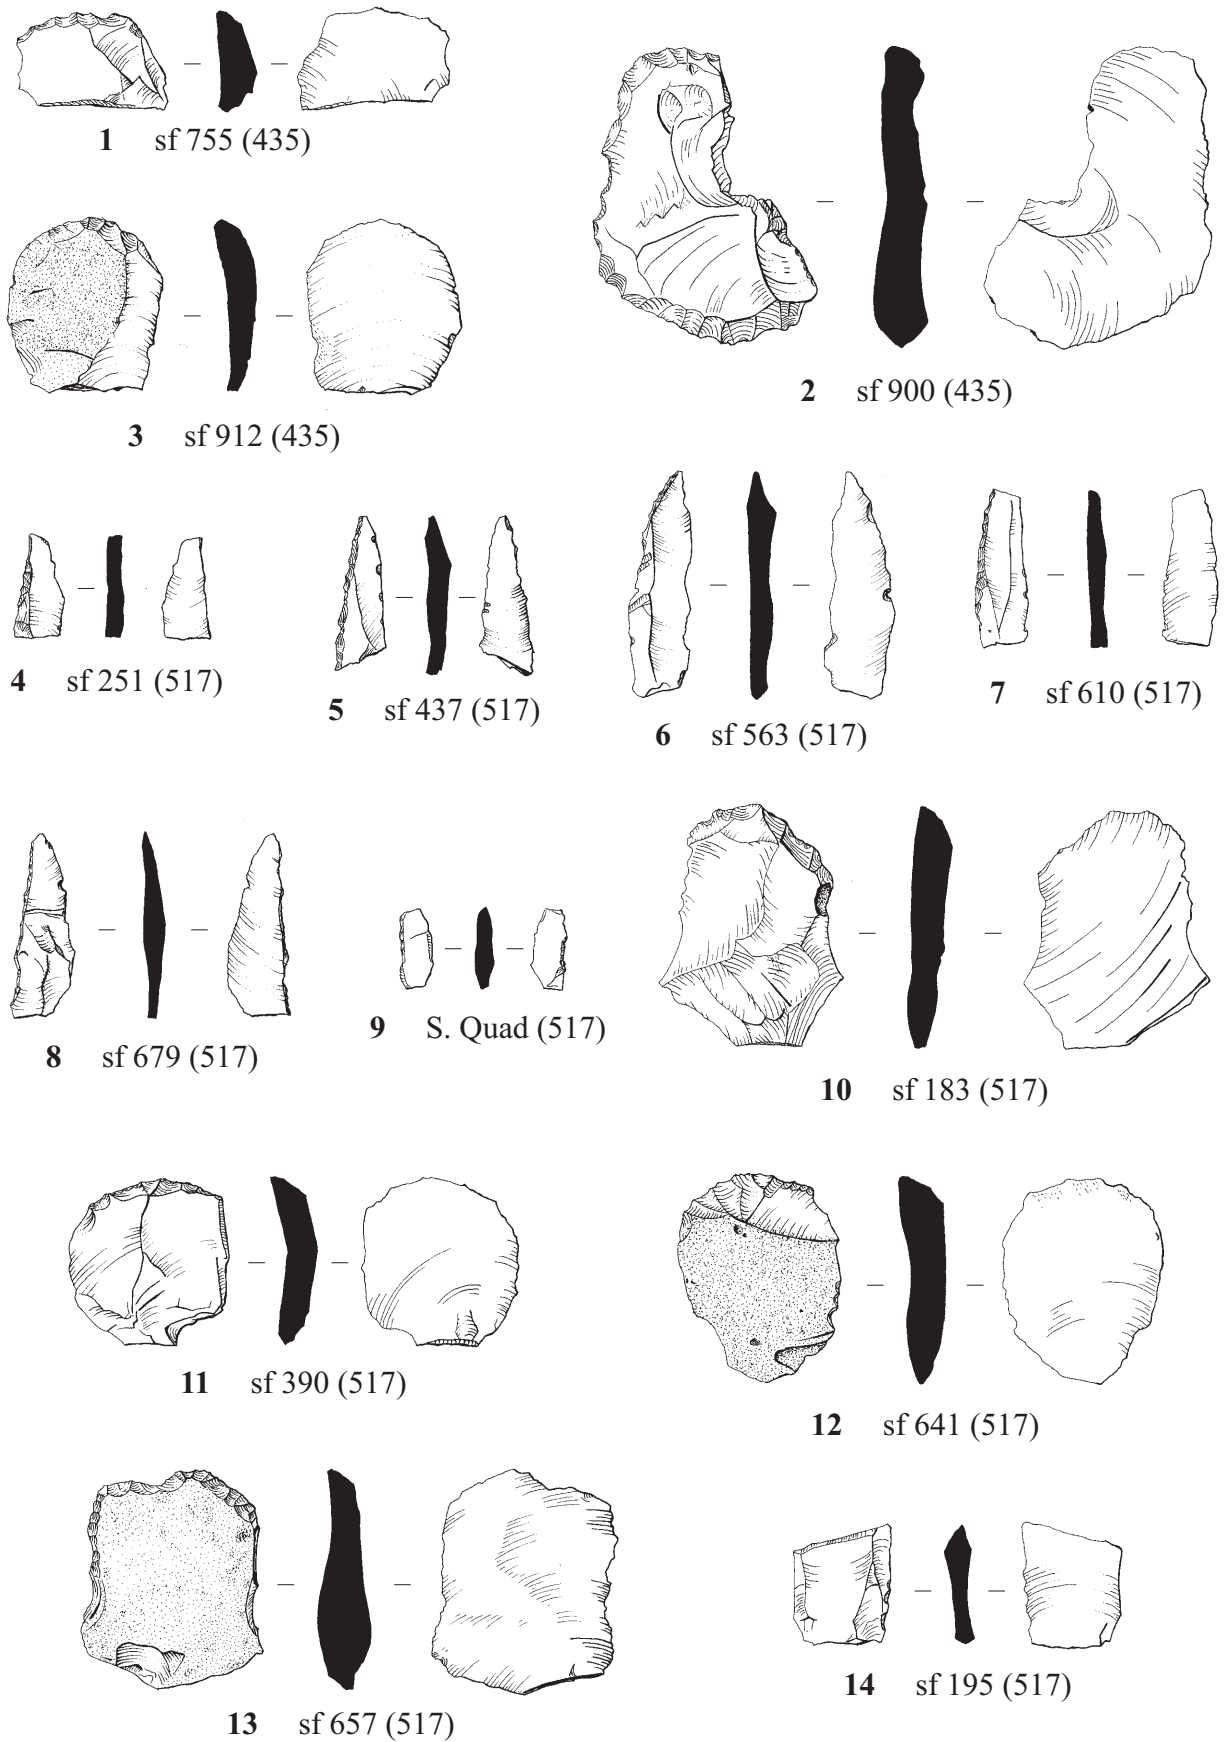 1 sf 755 (435)
2 sf 900 (435)
3 sf 912 (435)
4 sf 251 (517)
5 sf 437 (517)
6 sf 563 (517)
7 sf 610 (517)
8 sf 679 (517)
9 S. Quad (517)
10 sf 183 (517)
11 sf 390 (517)
12 sf 641 (517)
13 sf 657 (517)
14 sf 195 (517)